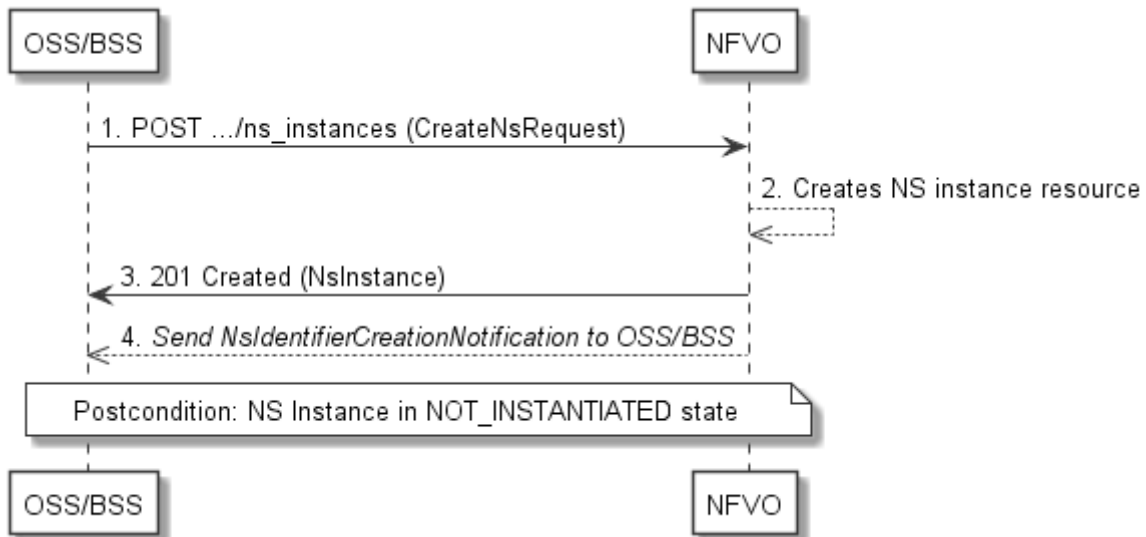 OSS/BSS
NFVO
1. POST .../ns_instances (CreateNsRequest)
2. Creates NS instance resource
3. 201 Created (NsInstance)
4. Send NsIdentifierCreationNotification to OSS/BSS
Postcondition: NS Instance in NOT_INSTANTIATED state
OSS/BSS
NFVO